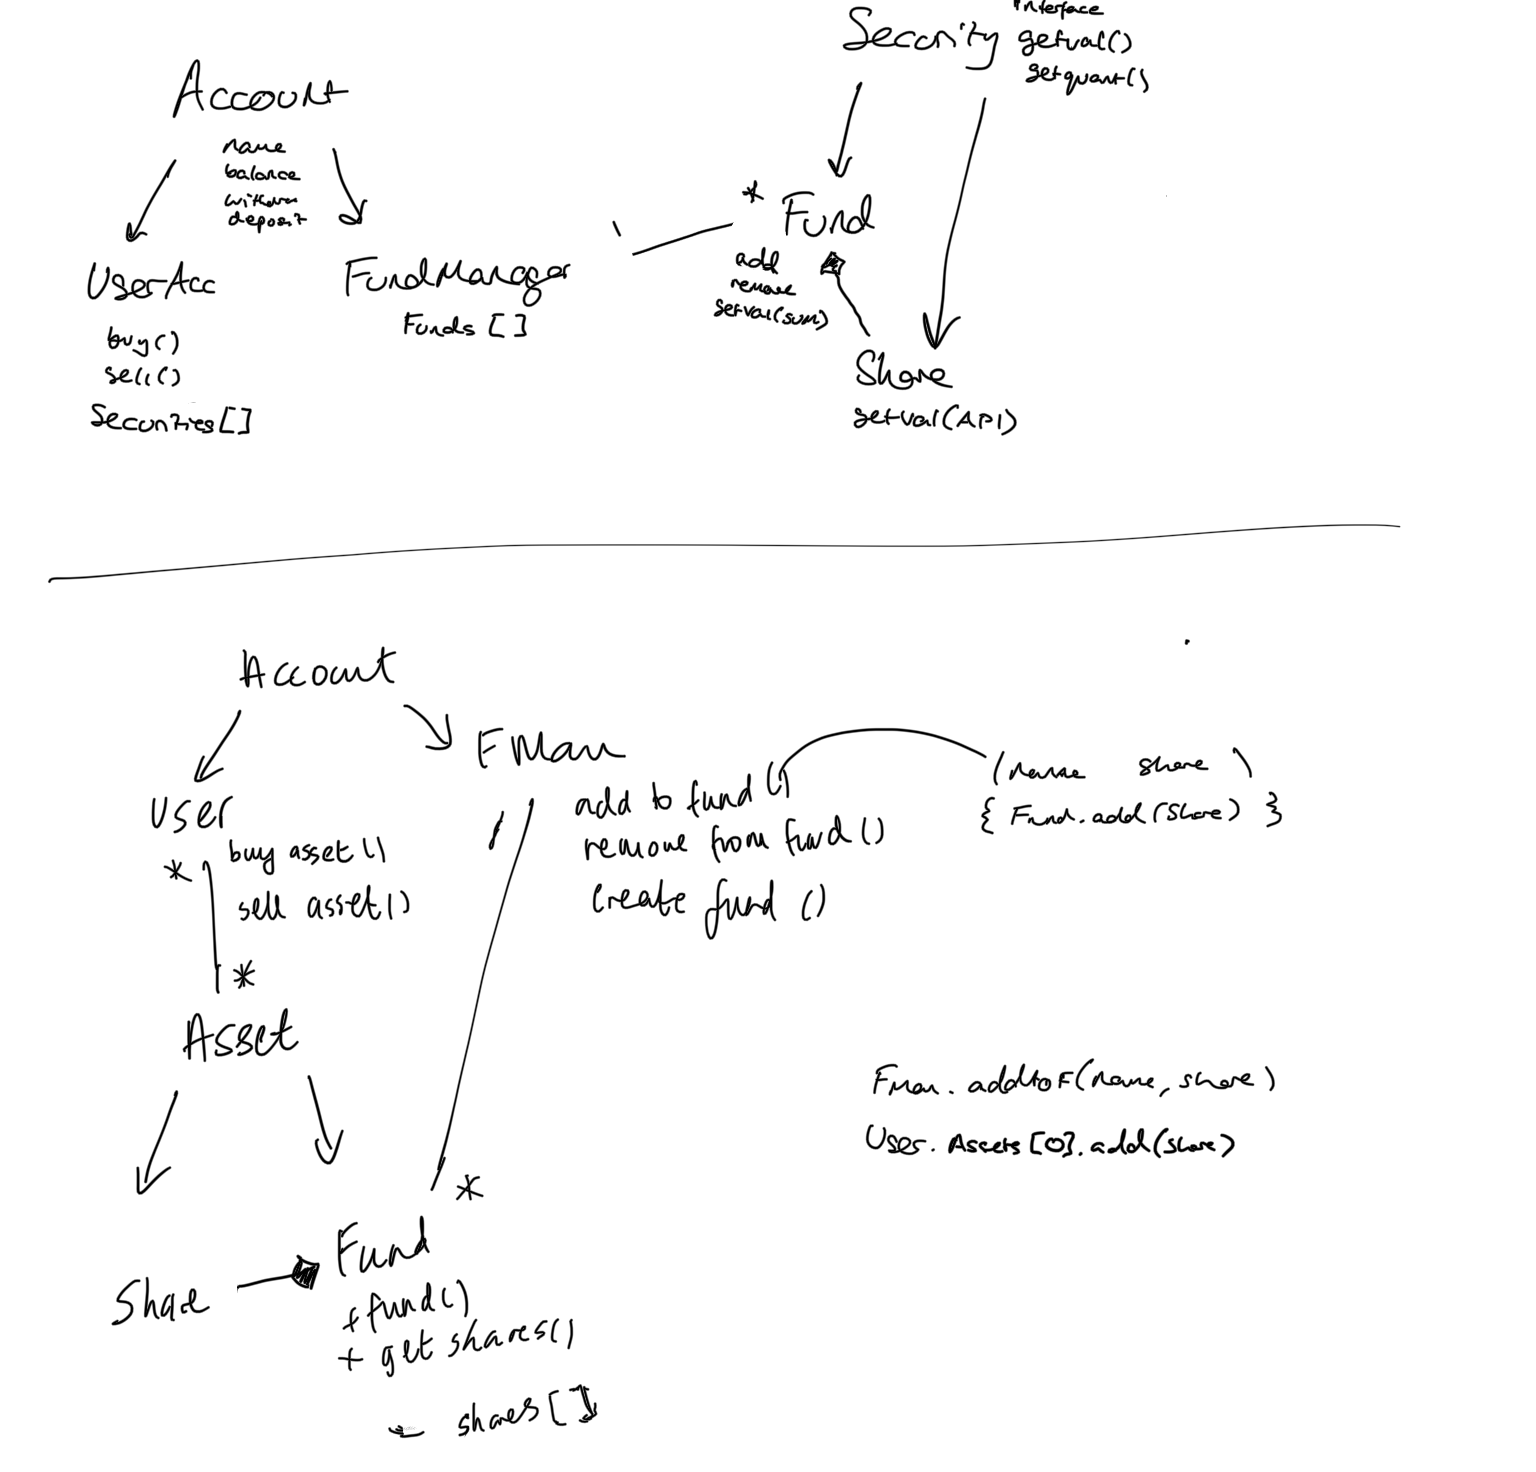 Interface
Security getval()
getquant()
Account
name
balance
withdraw
deposit
* Fund
add
remove
getval(sum)
UserAcc
buy()
sell()
Securities[]
FundManager
Funds []
1
Share
getval(API)
Account
FMan
add to fund()
remove from fund()
create fund ()
(name share)
{ Fund.add(Share) }
User
buy asset()
sell asset()
*
*
1
Asset
Fman. addtoF(name, share)
User. Assets[0]. add(share)
*
Share
Fund
+ fund()
+ get shares()
- shares []